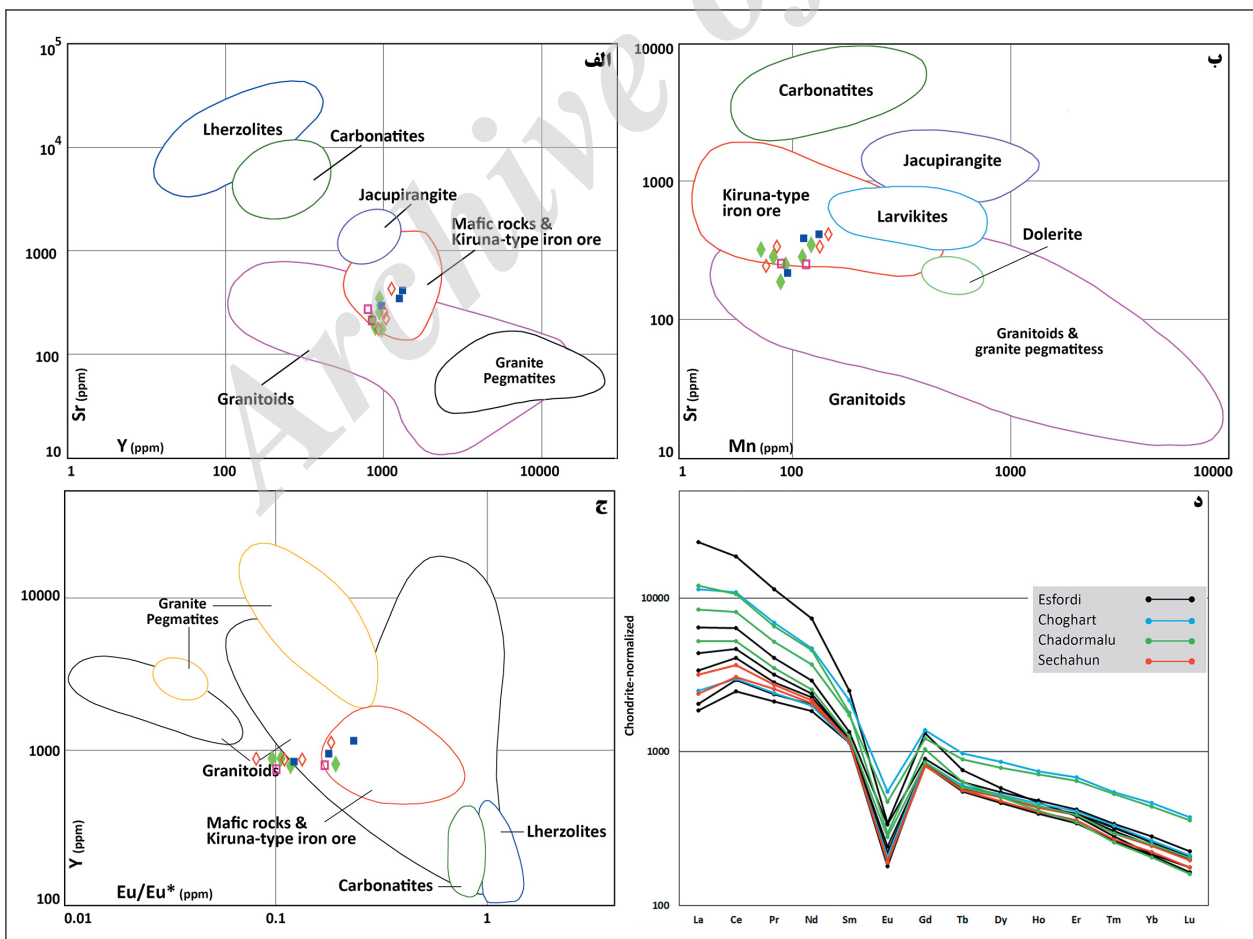 الف
10⁵
10⁴
1000
100
10
Sr (ppm)
Lherzolites
Carbonatites
Jacupirangite
Mafic rocks &
Kiruna-type iron ore
Granite
Pegmatites
Granitoids
Y (ppm)
1
100
1000
10000
ب
10000
1000
100
10
Sr (ppm)
Carbonatites
Jacupirangite
Kiruna-type
iron ore
Larvikites
Dolerite
Granitoids &
granite pegmatitess
Granitoids
Mn (ppm)
1
100
1000
10000
ج
10000
1000
100
Y (ppm)
Granite
Pegmatites
Granitoids
Mafic rocks &
Kiruna-type iron ore
Lherzolites
Carbonatites
Eu/Eu* (ppm)
0.01
0.1
1
د
10000
1000
100
Chondrite-normalized
Esfordi
Choghart
Chadormalu
Sechahun
La Ce Pr Nd Sm Eu Gd Tb Dy Ho Er Tm Yb Lu
Archive of